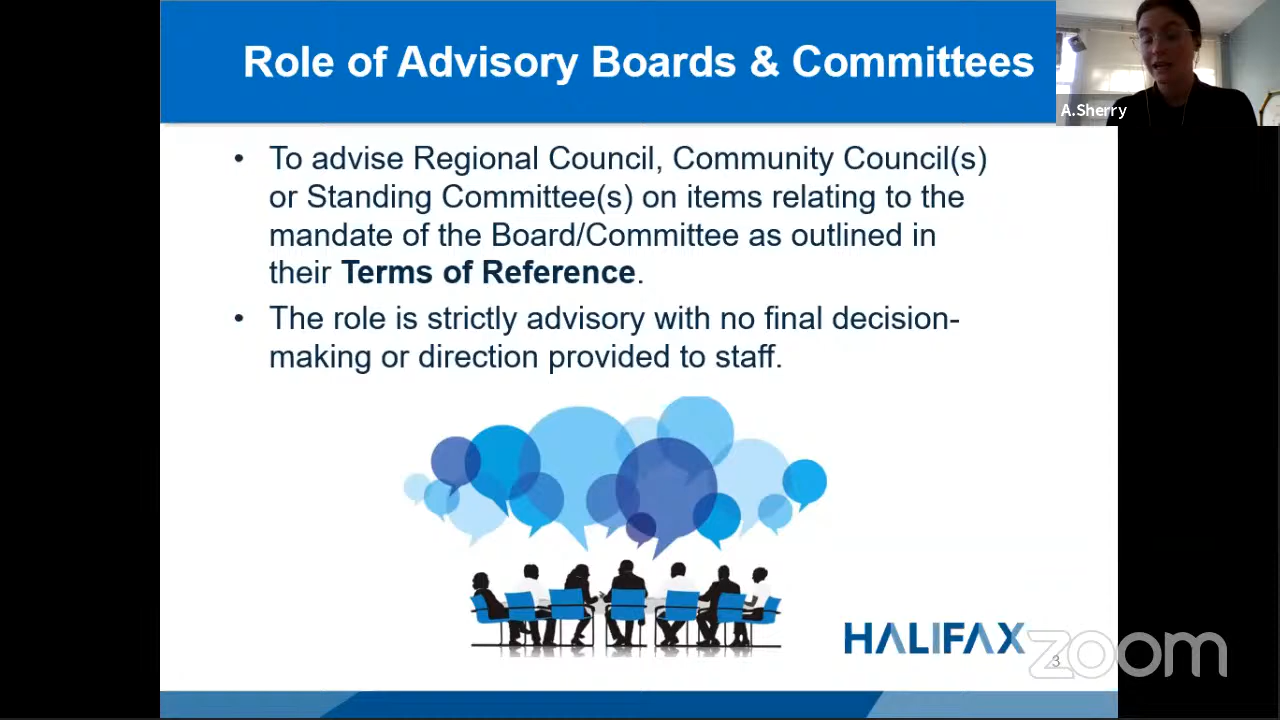 Role of Advisory Boards & Committees
A.Sherry
• To advise Regional Council, Community Council(s)
or Standing Committee(s) on items relating to the
mandate of the Board/Committee as outlined in
their Terms of Reference.
• The role is strictly advisory with no final decision-
making or direction provided to staff.
HALIFAX
3
zoom